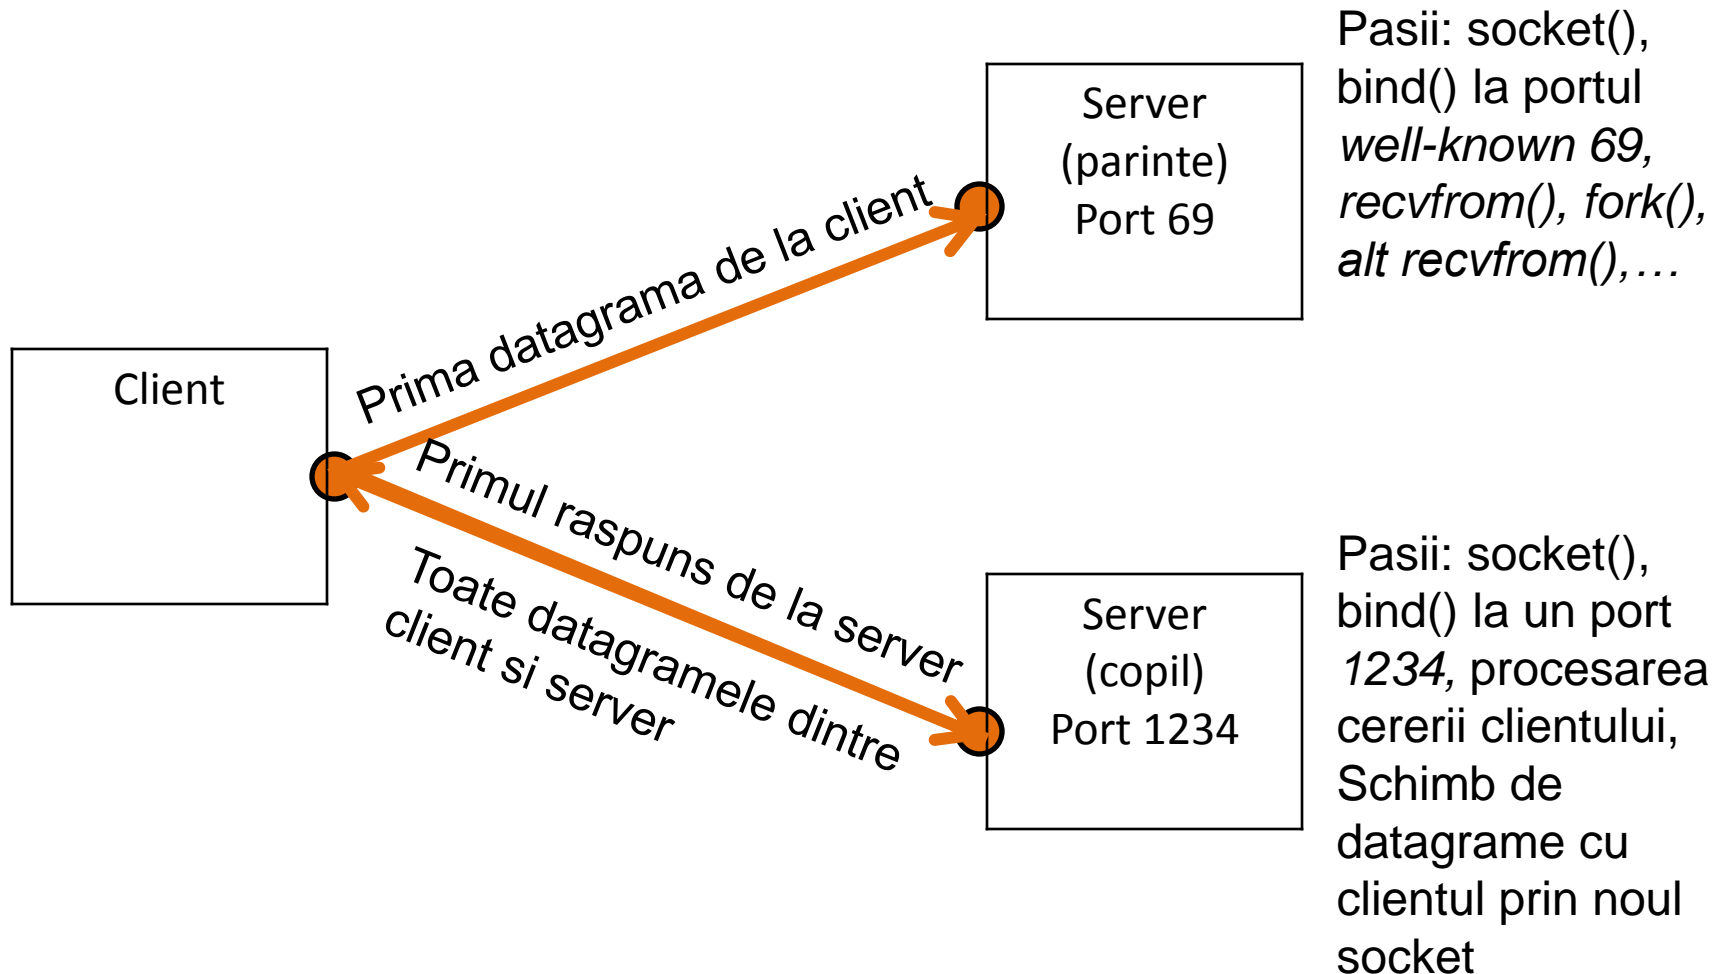 Pasii: socket(),
bind() la portul
well-known 69,
recvfrom(), fork(),
alt recvfrom(),…
Server
(parinte)
Port 69
Prima datagrama de la client
Client
Primul raspuns de la server
Toate datagramele dintre
client si server
Server
(copil)
Port 1234
Pasii: socket(),
bind() la un port
1234, procesarea
cererii clientului,
Schimb de
datagrame cu
clientul prin noul
socket